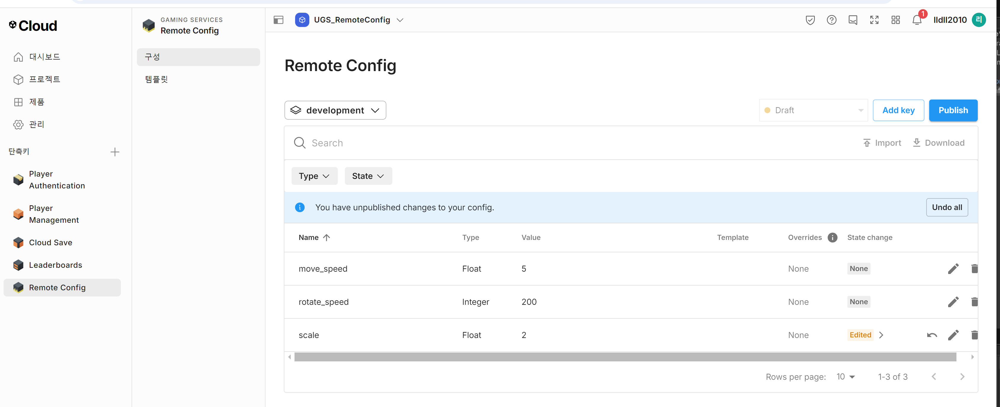 Cloud
대시보드
프로젝트
제품
관리
단축키
Player
Authentication
Player
Management
Cloud Save
Leaderboards
Remote Config
GAMING SERVICES
Remote Config
구성
템플릿
UGS_RemoteConfig
1
lldll2010
리
Remote Config
development
Draft
Add key
Publish
Search
Import
Download
Type
State
You have unpublished changes to your config.
Undo all
Name Type Value Template Overrides State change
move_speed Float 5 None None
rotate_speed Integer 200 None None
scale Float 2 None Edited
Rows per page: 10 1-3 of 3